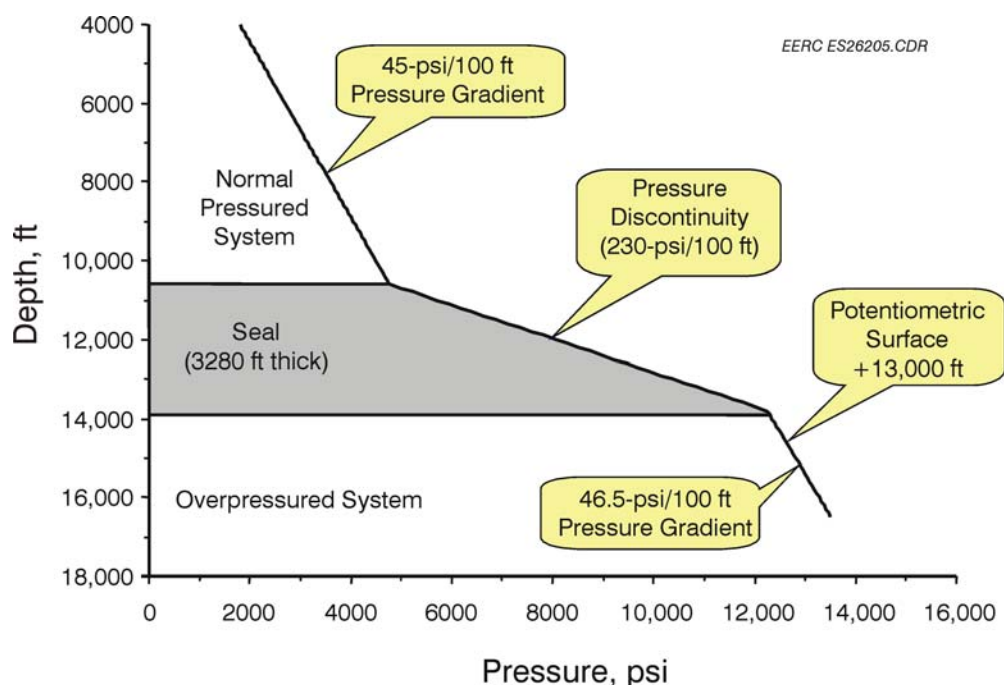 EERC ES26205.CDR
Depth, ft
4000
6000
8000
10,000
12,000
14,000
16,000
18,000
45-psi/100 ft
Pressure Gradient
Normal
Pressured
System
Pressure
Discontinuity
(230-psi/100 ft)
Seal
(3280 ft thick)
Potentiometric
Surface
+13,000 ft
Overpressured System
46.5-psi/100 ft
Pressure Gradient
0
2000
4000
6000
8000
10,000
12,000
14,000
16,000
Pressure, psi